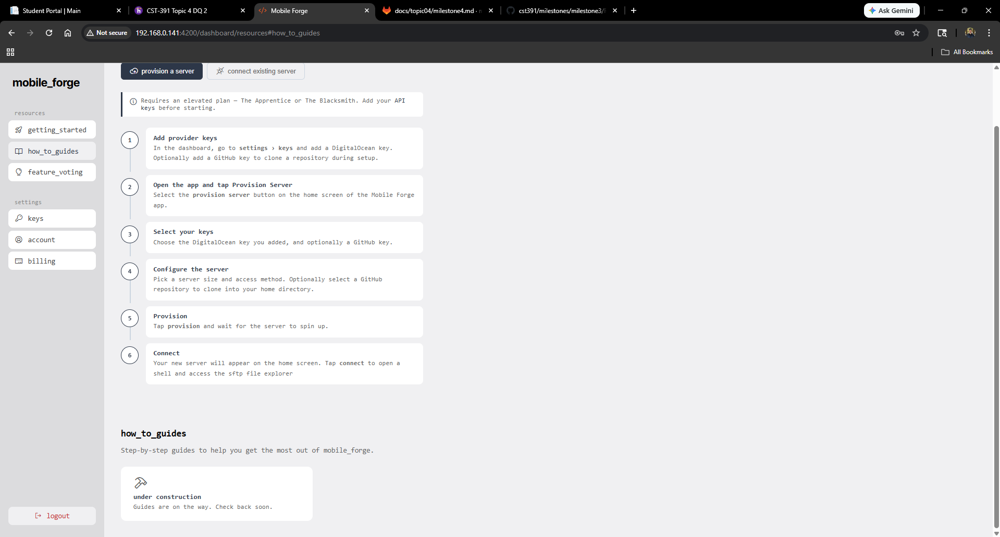 Student Portal | Main
CST-391 Topic 4 DQ 2
Mobile Forge
docs/topic04/milestone4.md ·
cst391/milestones/milestone3/
Ask Gemini
Not secure
192.168.0.141:4200/dashboard/resources#how_to_guides
All Bookmarks
mobile_forge
resources
getting_started
how_to_guides
feature_voting
settings
keys
account
billing
logout
provision a server
connect existing server
Requires an elevated plan — The Apprentice or The Blacksmith. Add your API
keys before starting.
1
Add provider keys
In the dashboard, go to settings › keys and add a DigitalOcean key.
Optionally add a GitHub key to clone a repository during setup.
2
Open the app and tap Provision Server
Select the provision server button on the home screen of the Mobile Forge
app.
3
Select your keys
Choose the DigitalOcean key you added, and optionally a GitHub key.
4
Configure the server
Pick a server size and access method. Optionally select a GitHub
repository to clone into your home directory.
5
Provision
Tap provision and wait for the server to spin up.
6
Connect
Your new server will appear on the home screen. Tap connect to open a
shell and access the sftp file explorer
how_to_guides
Step-by-step guides to help you get the most out of mobile_forge.
under construction
Guides are on the way. Check back soon.